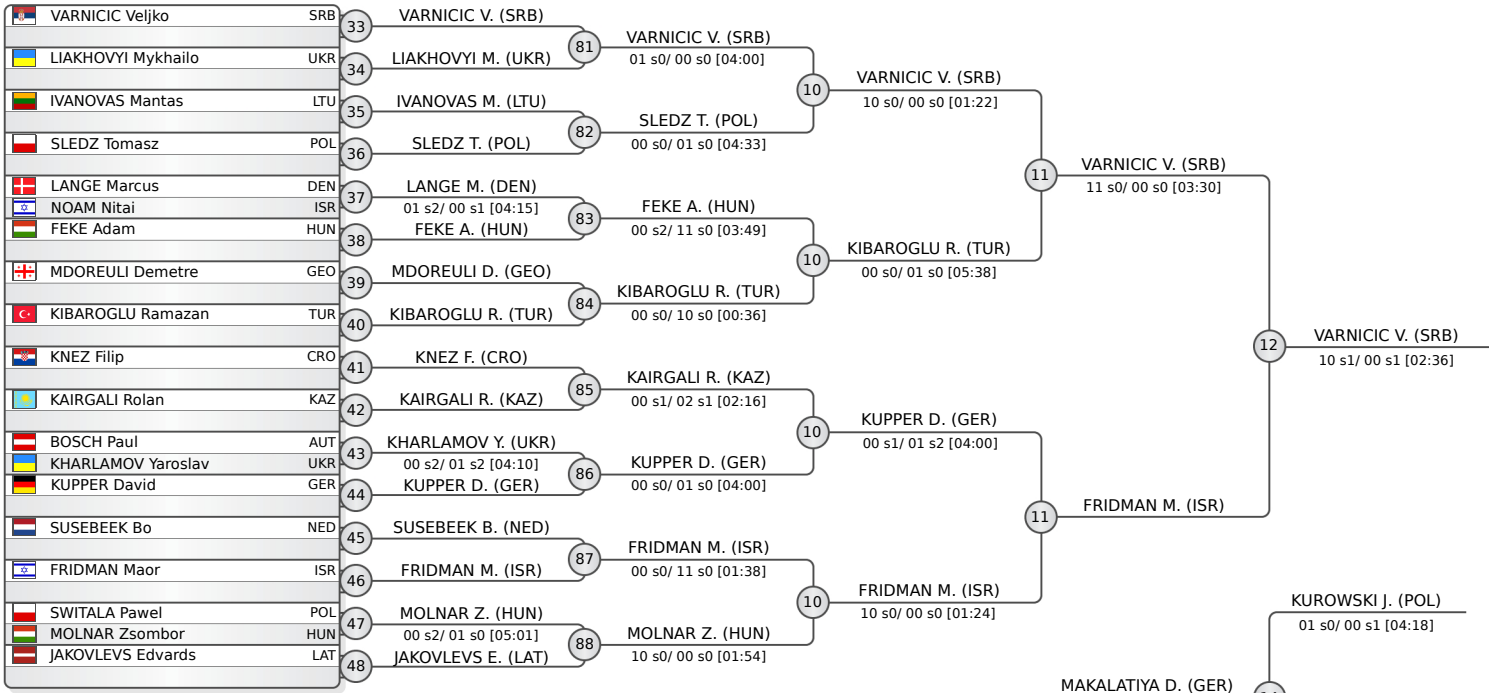 VARNICIC Veljko SRB
LIAKHOVYI Mykhailo UKR
IVANOVAS Mantas LTU
SLEDZ Tomasz POL
LANGE Marcus DEN
NOAM Nitai ISR
FEKE Adam HUN
MDOREULI Demetre GEO
KIBAROGLU Ramazan TUR
KNEZ Filip CRO
KAIRGALI Rolan KAZ
BOSCH Paul AUT
KHARLAMOV Yaroslav UKR
KUPPER David GER
SUSEBEEK Bo NED
FRIDMAN Maor ISR
SWITALA Pawel POL
MOLNAR Zsombor HUN
JAKOVLEVS Edvards LAT
33
34
35
36
37
38
39
40
41
42
43
44
45
46
47
48
VARNICIC V. (SRB)
LIAKHOVYI M. (UKR)
IVANOVAS M. (LTU)
SLEDZ T. (POL)
LANGE M. (DEN)
01 s2/ 00 s1 [04:15]
FEKE A. (HUN)
MDOREULI D. (GEO)
KIBAROGLU R. (TUR)
KNEZ F. (CRO)
KAIRGALI R. (KAZ)
KHARLAMOV Y. (UKR)
00 s2/ 01 s2 [04:10]
KUPPER D. (GER)
SUSEBEEK B. (NED)
FRIDMAN M. (ISR)
MOLNAR Z. (HUN)
00 s2/ 01 s0 [05:01]
JAKOVLEVS E. (LAT)
81
82
83
84
85
86
87
88
VARNICIC V. (SRB)
01 s0/ 00 s0 [04:00]
SLEDZ T. (POL)
00 s0/ 01 s0 [04:33]
FEKE A. (HUN)
00 s2/ 11 s0 [03:49]
KIBAROGLU R. (TUR)
00 s0/ 10 s0 [00:36]
KAIRGALI R. (KAZ)
00 s1/ 02 s1 [02:16]
KUPPER D. (GER)
00 s0/ 01 s0 [04:00]
FRIDMAN M. (ISR)
00 s0/ 11 s0 [01:38]
MOLNAR Z. (HUN)
10 s0/ 00 s0 [01:54]
10
10
10
10
VARNICIC V. (SRB)
10 s0/ 00 s0 [01:22]
KIBAROGLU R. (TUR)
00 s0/ 01 s0 [05:38]
KUPPER D. (GER)
00 s1/ 01 s2 [04:00]
FRIDMAN M. (ISR)
10 s0/ 00 s0 [01:24]
11
11
VARNICIC V. (SRB)
11 s0/ 00 s0 [03:30]
FRIDMAN M. (ISR)
12
VARNICIC V. (SRB)
10 s1/ 00 s1 [02:36]
KUROWSKI J. (POL)
01 s0/ 00 s1 [04:18]
MAKALATIYA D. (GER)